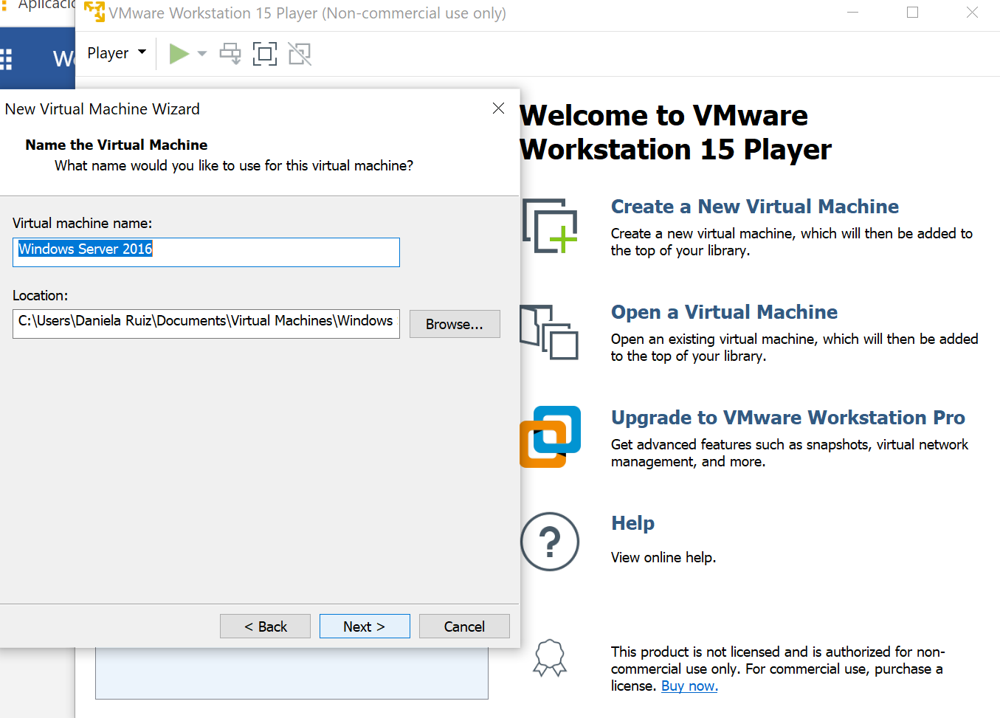 Aplicacio
VMware Workstation 15 Player (Non-commercial use only)
W
Player
New Virtual Machine Wizard
Name the Virtual Machine
What name would you like to use for this virtual machine?
Virtual machine name:
Windows Server 2016
Location:
C:\Users\Daniela Ruiz\Documents\Virtual Machines\Windows
Browse...
< Back
Next >
Cancel
Welcome to VMware
Workstation 15 Player
Create a New Virtual Machine
Create a new virtual machine, which will then be added to
the top of your library.
Open a Virtual Machine
Open an existing virtual machine, which will then be added
to the top of your library.
Upgrade to VMware Workstation Pro
Get advanced features such as snapshots, virtual network
management, and more.
?
Help
View online help.
This product is not licensed and is authorized for non-
commercial use only. For commercial use, purchase a
license. Buy now.